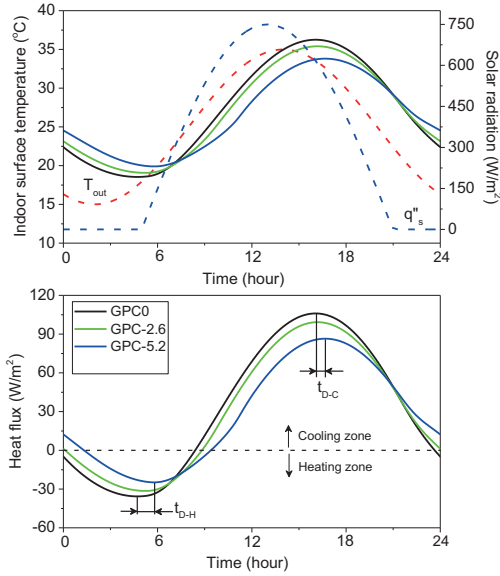 40
35
30
25
20
15
10
Indoor surface temperature (°C)
750
600
450
300
150
0
Solar radiation (W/m²)
T_out
q"_s
0
6
12
18
24
Time (hour)
120
90
60
30
0
-30
-60
Heat flux (W/m²)
GPC0
GPC-2.6
GPC-5.2
t_D-C
Cooling zone
Heating zone
t_D-H
0
6
12
18
24
Time (hour)